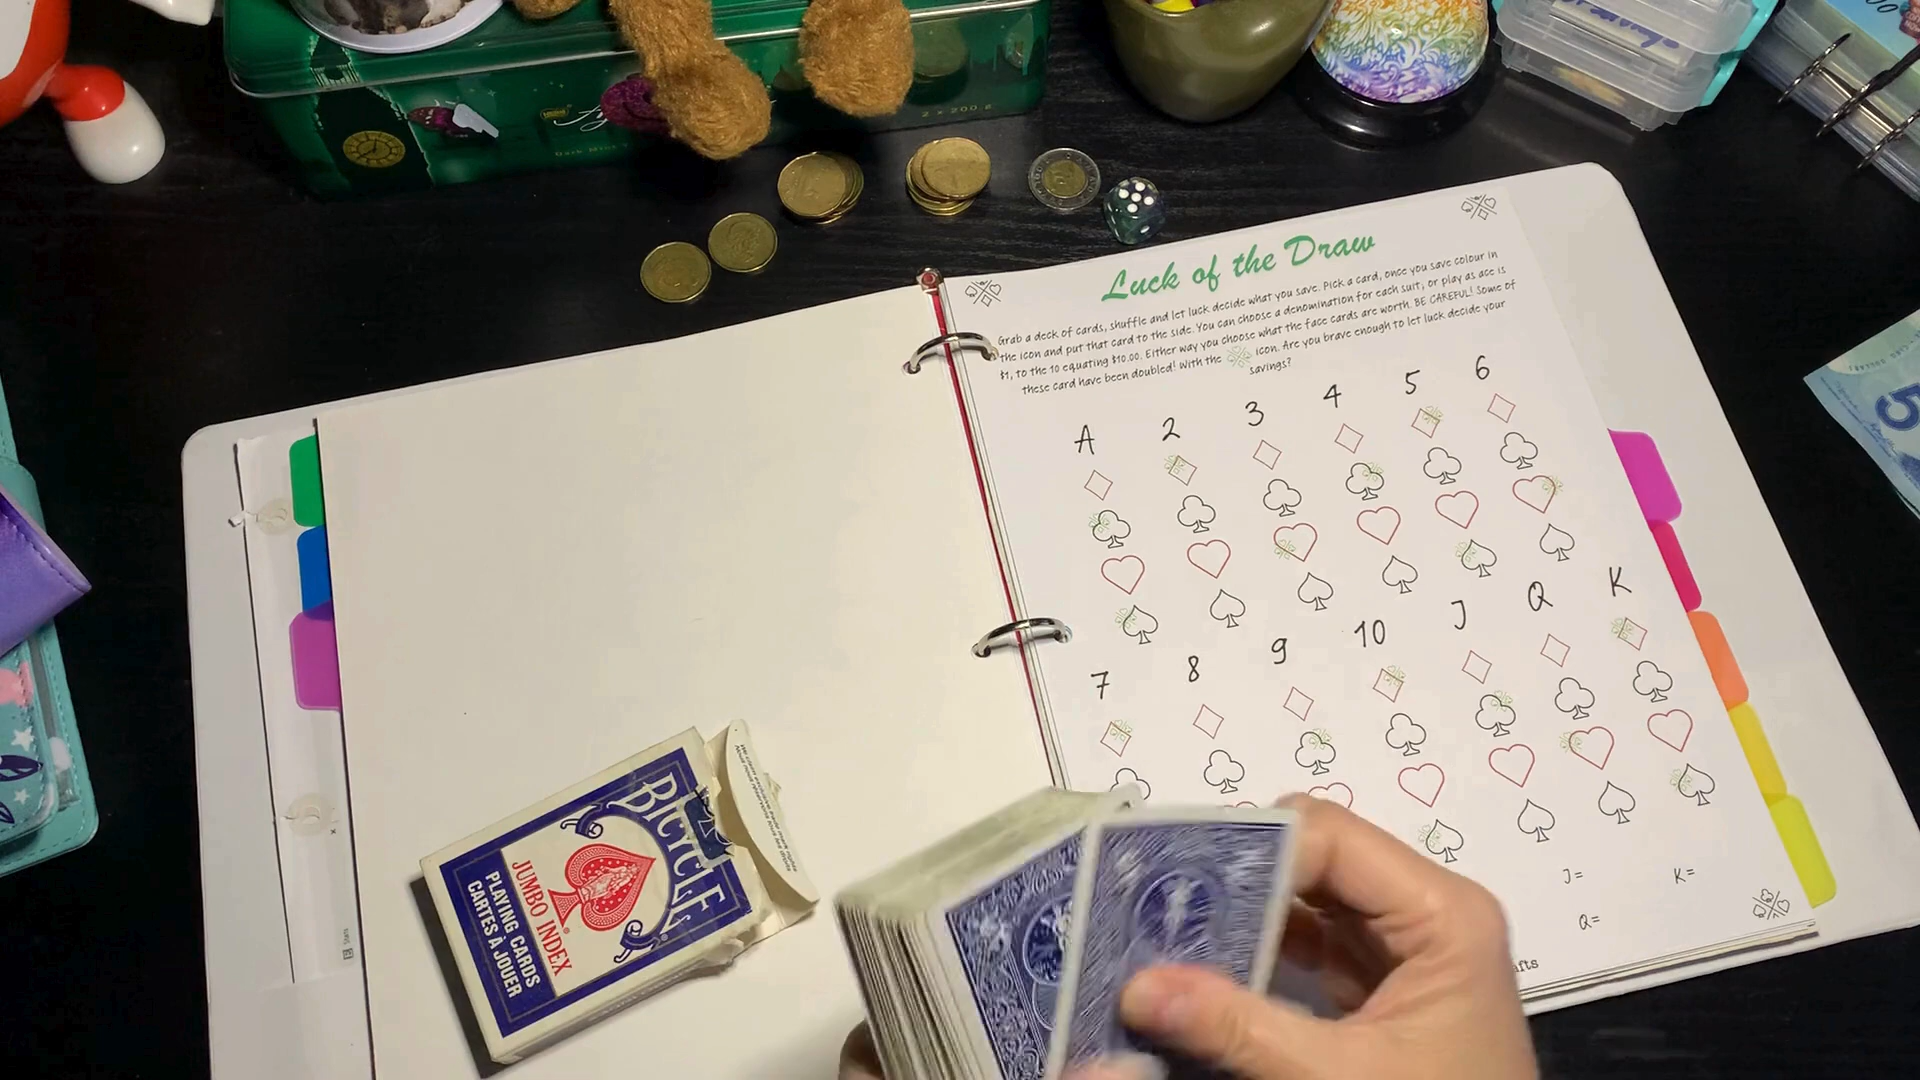 2 x 200 g
Luck of the Draw
Grab a deck of cards, shuffle and let luck decide what you save. Pick a card, once you save colour in
the icon and put that card to the side. You can choose a denomination for each suit, or play as ace is
$1, to the 10 equating $10.00. Either way you choose what the face cards are worth. BE CAREFUL! Some of
these card have been doubled! With the icon. Are you brave enough to let luck decide your
savings?
A 2 3 4 5 6
7 8 9 10 J Q K
J= K=
Q=
BICYCLE
JUMBO INDEX
PLAYING CARDS
CARTES À JOUER
5